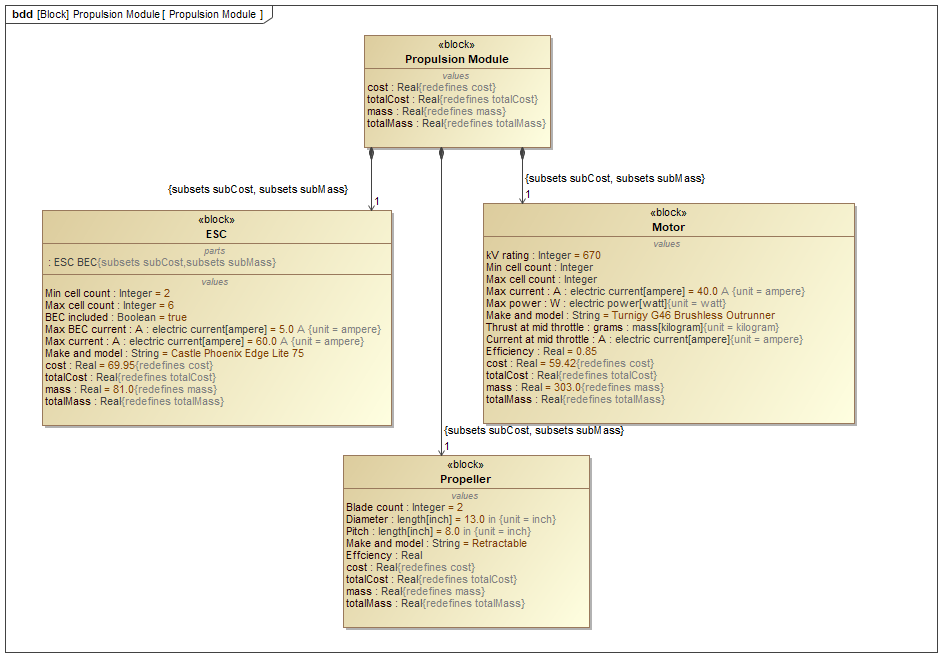 bdd [Block] Propulsion Module [ Propulsion Module ]
«block»
Propulsion Module
values
cost : Real{redefines cost}
totalCost : Real{redefines totalCost}
mass : Real{redefines mass}
totalMass : Real{redefines totalMass}
{subsets subCost, subsets subMass}
1
{subsets subCost, subsets subMass}
1
«block»
ESC
parts
: ESC BEC{subsets subCost,subsets subMass}
values
Min cell count : Integer = 2
Max cell count : Integer = 6
BEC included : Boolean = true
Max BEC current : A : electric current[ampere] = 5.0 A {unit = ampere}
Max current : A : electric current[ampere] = 60.0 A {unit = ampere}
Make and model : String = Castle Phoenix Edge Lite 75
cost : Real = 69.95{redefines cost}
totalCost : Real{redefines totalCost}
mass : Real = 81.0{redefines mass}
totalMass : Real{redefines totalMass}
«block»
Motor
values
kV rating : Integer = 670
Min cell count : Integer
Max cell count : Integer
Max current : A : electric current[ampere] = 40.0 A {unit = ampere}
Max power : W : electric power[watt]{unit = watt}
Make and model : String = Turnigy G46 Brushless Outrunner
Thrust at mid throttle : grams : mass[kilogram]{unit = kilogram}
Current at mid throttle : A : electric current[ampere]{unit = ampere}
Efficiency : Real = 0.85
cost : Real = 59.42{redefines cost}
totalCost : Real{redefines totalCost}
mass : Real = 303.0{redefines mass}
totalMass : Real{redefines totalMass}
{subsets subCost, subsets subMass}
1
«block»
Propeller
values
Blade count : Integer = 2
Diameter : length[inch] = 13.0 in {unit = inch}
Pitch : length[inch] = 8.0 in {unit = inch}
Make and model : String = Retractable
Effciency : Real
cost : Real{redefines cost}
totalCost : Real{redefines totalCost}
mass : Real{redefines mass}
totalMass : Real{redefines totalMass}